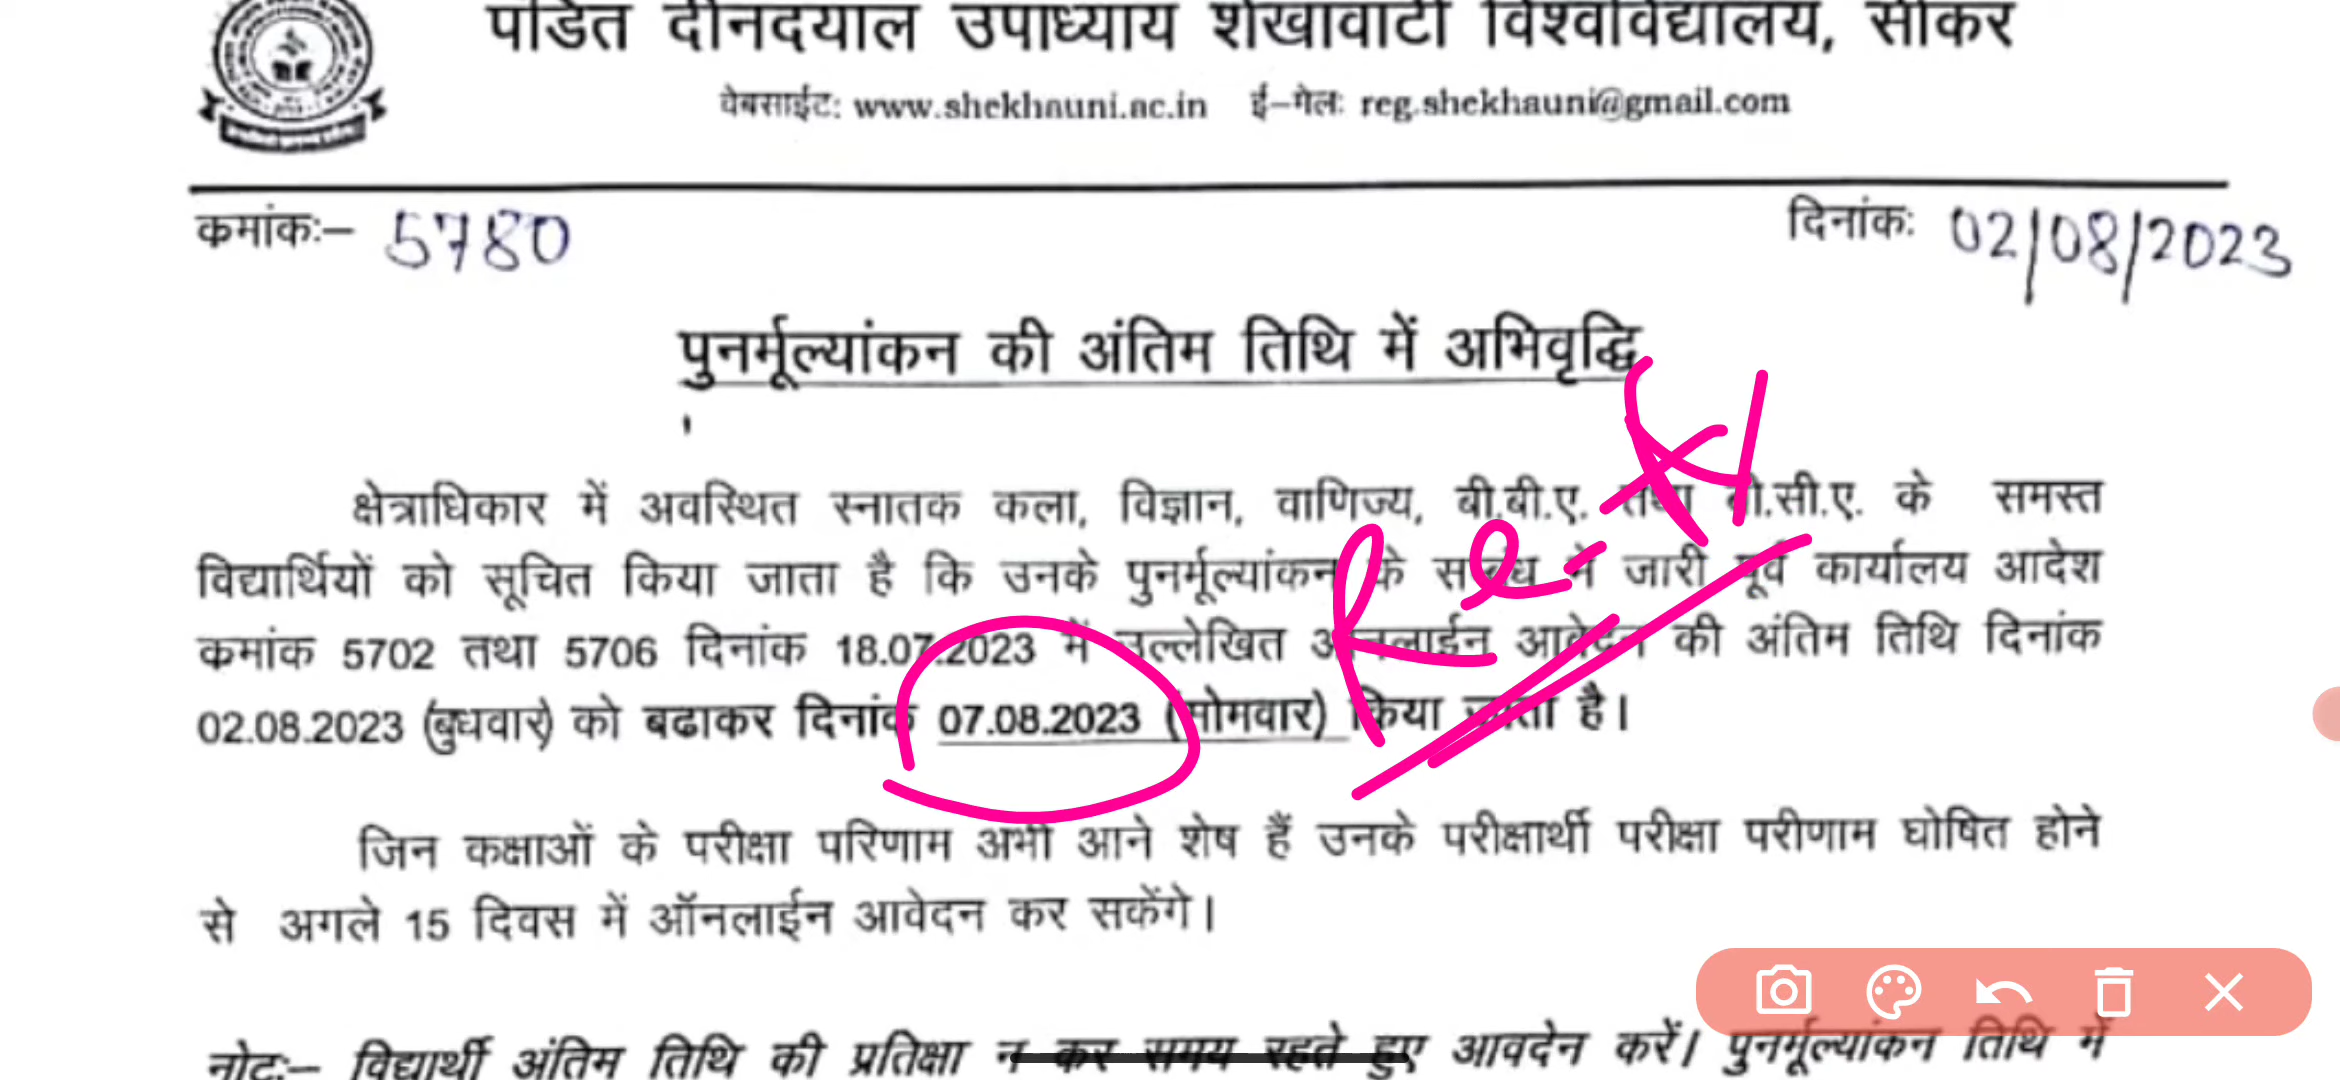 पंडित दीनदयाल उपाध्याय शेखावाटी विश्वविद्यालय, सीकर
वेबसाईट: www.shekhauni.ac.in ई–मेल: reg.shekhauni@gmail.com
कमांकः– 5780 दिनांकः 02/08/2023
पुनर्मूल्यांकन की अंतिम तिथि में अभिवृद्धि
क्षेत्राधिकार में अवस्थित स्नातक कला, विज्ञान, वाणिज्य, बी.बी.ए. तथा बी.सी.ए. के समस्त
विद्यार्थियों को सूचित किया जाता है कि उनके पुनर्मूल्यांकन के संबंध में जारी पूर्व कार्यालय आदेश
कमांक 5702 तथा 5706 दिनांक 18.07.2023 में उल्लेखित ऑनलाईन आवेदन की अंतिम तिथि दिनांक
02.08.2023 (बुधवार) को बढाकर दिनांक 07.08.2023 (सोमवार) किया जाता है।
जिन कक्षाओं के परीक्षा परिणाम अभी आने शेष हैं उनके परीक्षार्थी परीक्षा परीणाम घोषित होने
से अगले 15 दिवस में ऑनलाईन आवेदन कर सकेंगे।
नोटः– विद्यार्थी अंतिम तिथि की प्रतिक्षा न कर समय रहते हुए आवदेन करें। पुनर्मूल्यांकन तिथि में